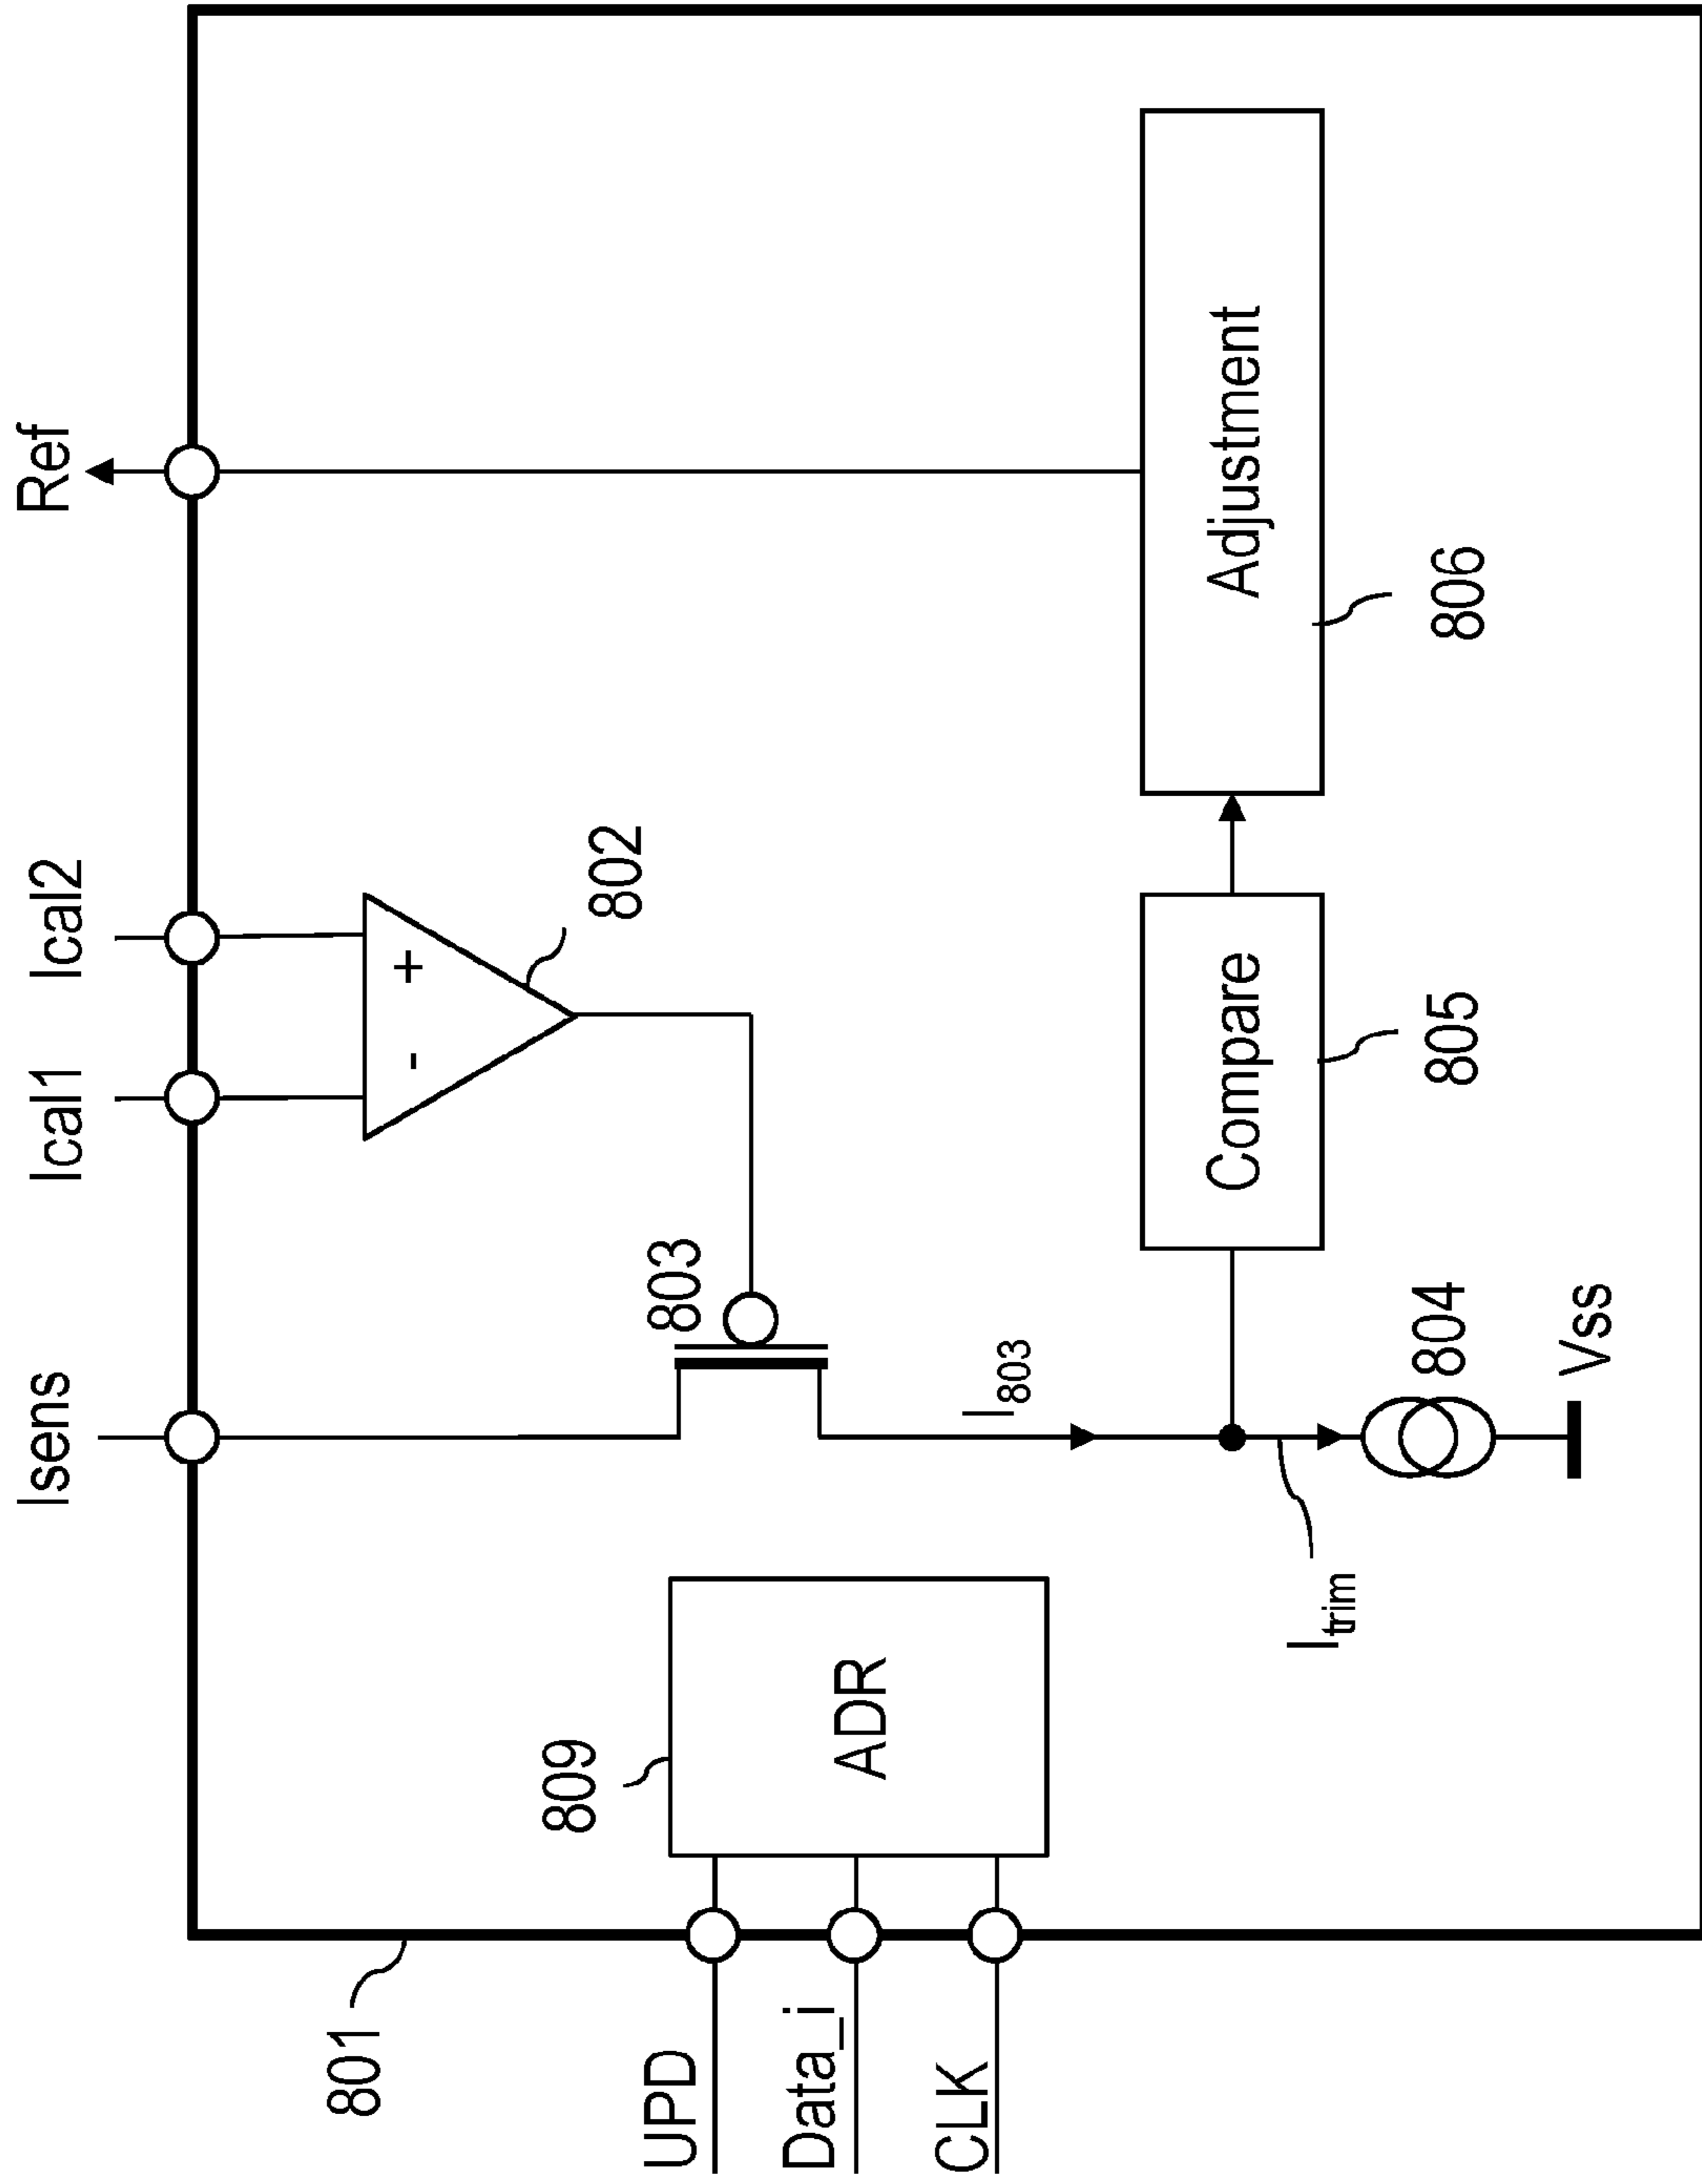 Isens
Ical1
Ical2
Ref
801
802
-
+
803
809
UPD
Data_i
CLK
ADR
I803
Itrim
Compare
Adjustment
804
Vss
805
806